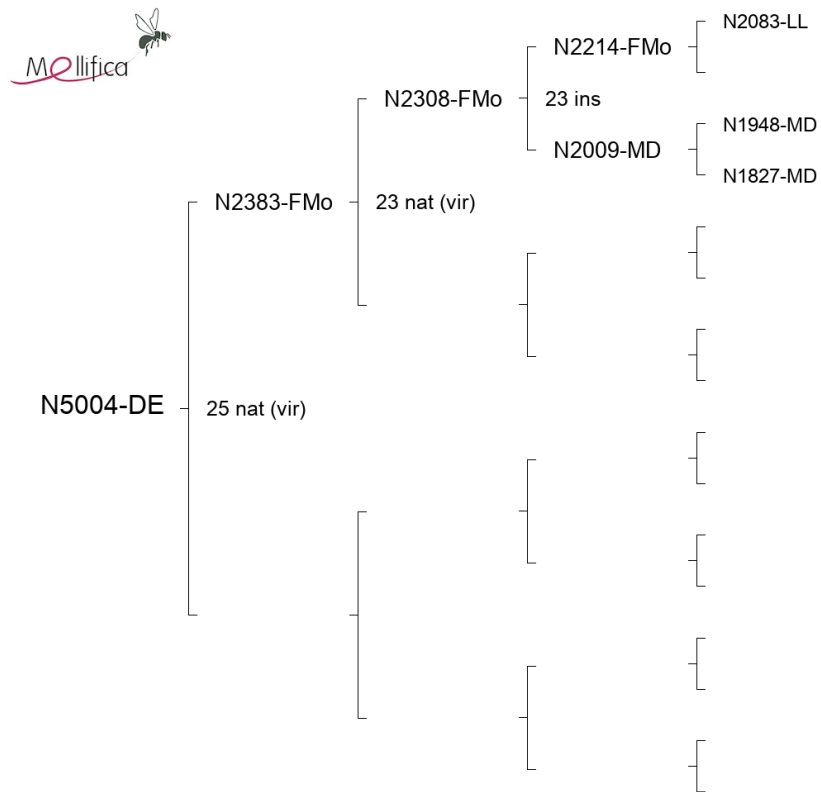 Mellifica
N2083-LL
N2214-FMo
N2308-FMo
23 ins
N1948-MD
N2009-MD
N1827-MD
N2383-FMo
23 nat (vir)
N5004-DE
25 nat (vir)